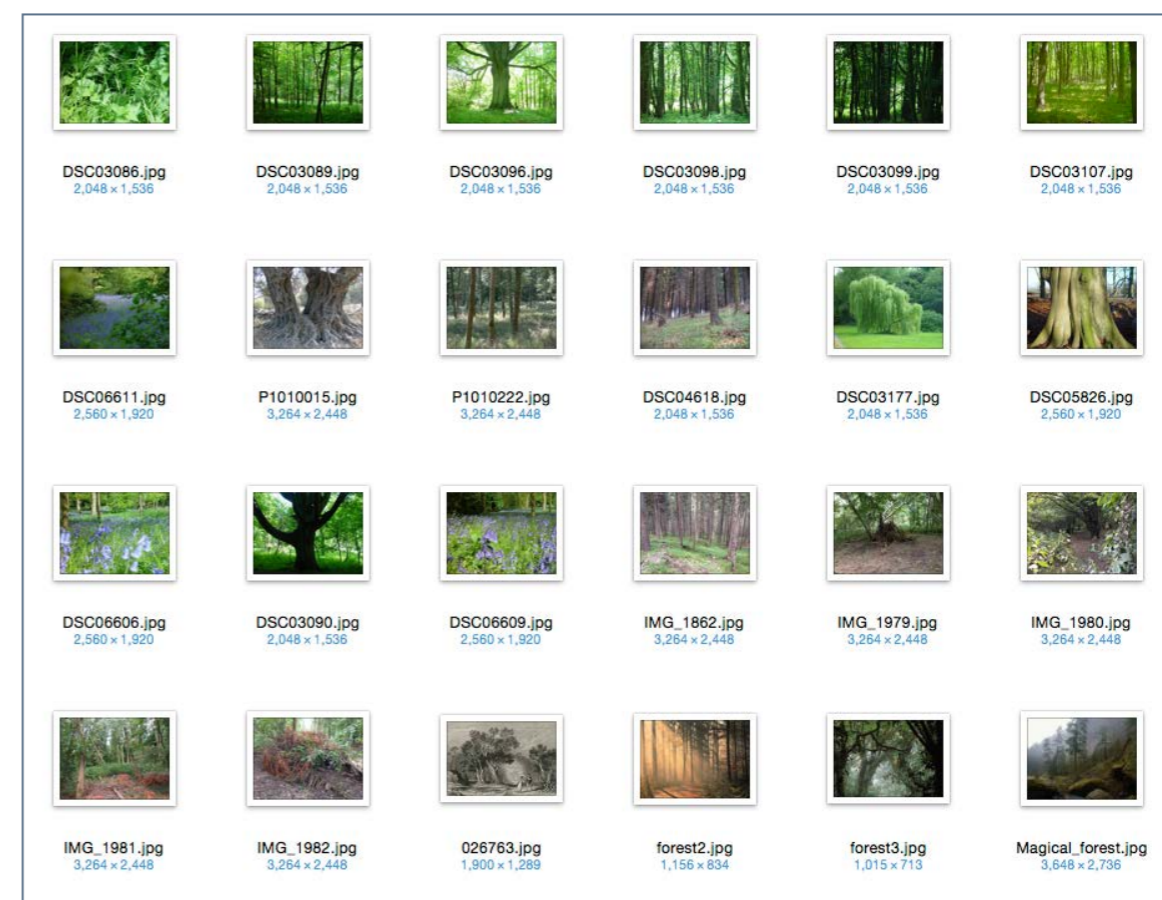 DSC03086.jpg DSC03089.jpg DSC03096.jpg DSC03098.jpg DSC03099.jpg DSC03107.jpg
2,048 × 1,536 2,048 × 1,536 2,048 × 1,536 2,048 × 1,536 2,048 × 1,536 2,048 × 1,536
DSC06611.jpg P1010015.jpg P1010222.jpg DSC04618.jpg DSC03177.jpg DSC05826.jpg
2,560 × 1,920 3,264 × 2,448 3,264 × 2,448 2,048 × 1,536 2,048 × 1,536 2,560 × 1,920
DSC06606.jpg DSC03090.jpg DSC06609.jpg IMG_1862.jpg IMG_1979.jpg IMG_1980.jpg
2,560 × 1,920 2,048 × 1,536 2,560 × 1,920 3,264 × 2,448 3,264 × 2,448 3,264 × 2,448
IMG_1981.jpg IMG_1982.jpg 026763.jpg forest2.jpg forest3.jpg Magical_forest.jpg
3,264 × 2,448 3,264 × 2,448 1,900 × 1,289 1,156 × 834 1,015 × 713 3,648 × 2,736